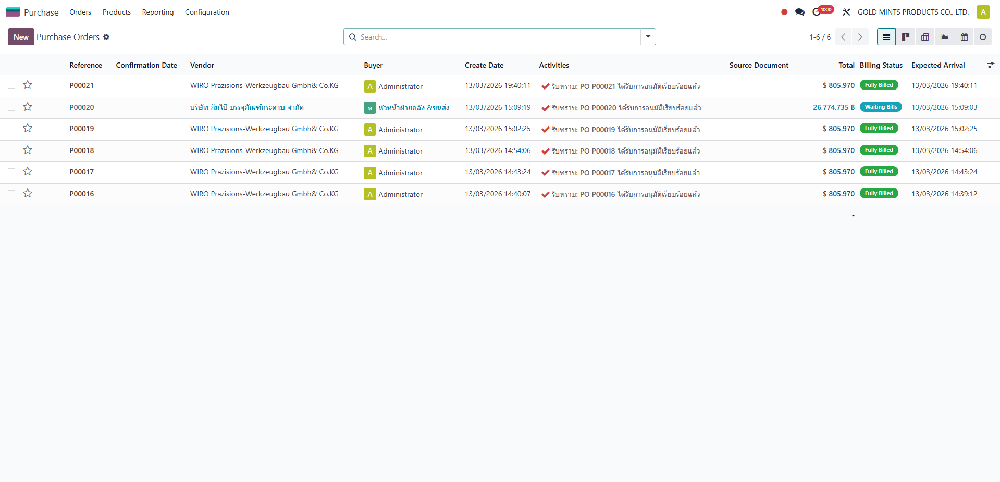 Purchase Orders Products Reporting Configuration 1000 GOLD MINTS PRODUCTS CO., LTD. A
New Purchase Orders Search... 1-6 / 6
Reference Confirmation Date Vendor Buyer Create Date Activities Source Document Total Billing Status Expected Arrival
P00021 WIRO Prazisions-Werkzeugbau Gmbh& Co.KG A Administrator 13/03/2026 19:40:11 รับทราบ: PO P00021 ได้รับการอนุมัติเรียบร้อยแล้ว $ 805.970 Fully Billed 13/03/2026 19:40:11
P00020 บริษัท กิมไป๊ บรรจุภัณฑ์กระดาษ จำกัด ห หัวหน้าฝ่ายคลัง &ขนส่ง 13/03/2026 15:09:19 รับทราบ: PO P00020 ได้รับการอนุมัติเรียบร้อยแล้ว 26,774.735 ฿ Waiting Bills 13/03/2026 15:09:03
P00019 WIRO Prazisions-Werkzeugbau Gmbh& Co.KG A Administrator 13/03/2026 15:02:25 รับทราบ: PO P00019 ได้รับการอนุมัติเรียบร้อยแล้ว $ 805.970 Fully Billed 13/03/2026 15:02:25
P00018 WIRO Prazisions-Werkzeugbau Gmbh& Co.KG A Administrator 13/03/2026 14:54:06 รับทราบ: PO P00018 ได้รับการอนุมัติเรียบร้อยแล้ว $ 805.970 Fully Billed 13/03/2026 14:54:06
P00017 WIRO Prazisions-Werkzeugbau Gmbh& Co.KG A Administrator 13/03/2026 14:43:24 รับทราบ: PO P00017 ได้รับการอนุมัติเรียบร้อยแล้ว $ 805.970 Fully Billed 13/03/2026 14:43:24
P00016 WIRO Prazisions-Werkzeugbau Gmbh& Co.KG A Administrator 13/03/2026 14:40:07 รับทราบ: PO P00016 ได้รับการอนุมัติเรียบร้อยแล้ว $ 805.970 Fully Billed 13/03/2026 14:39:12
-